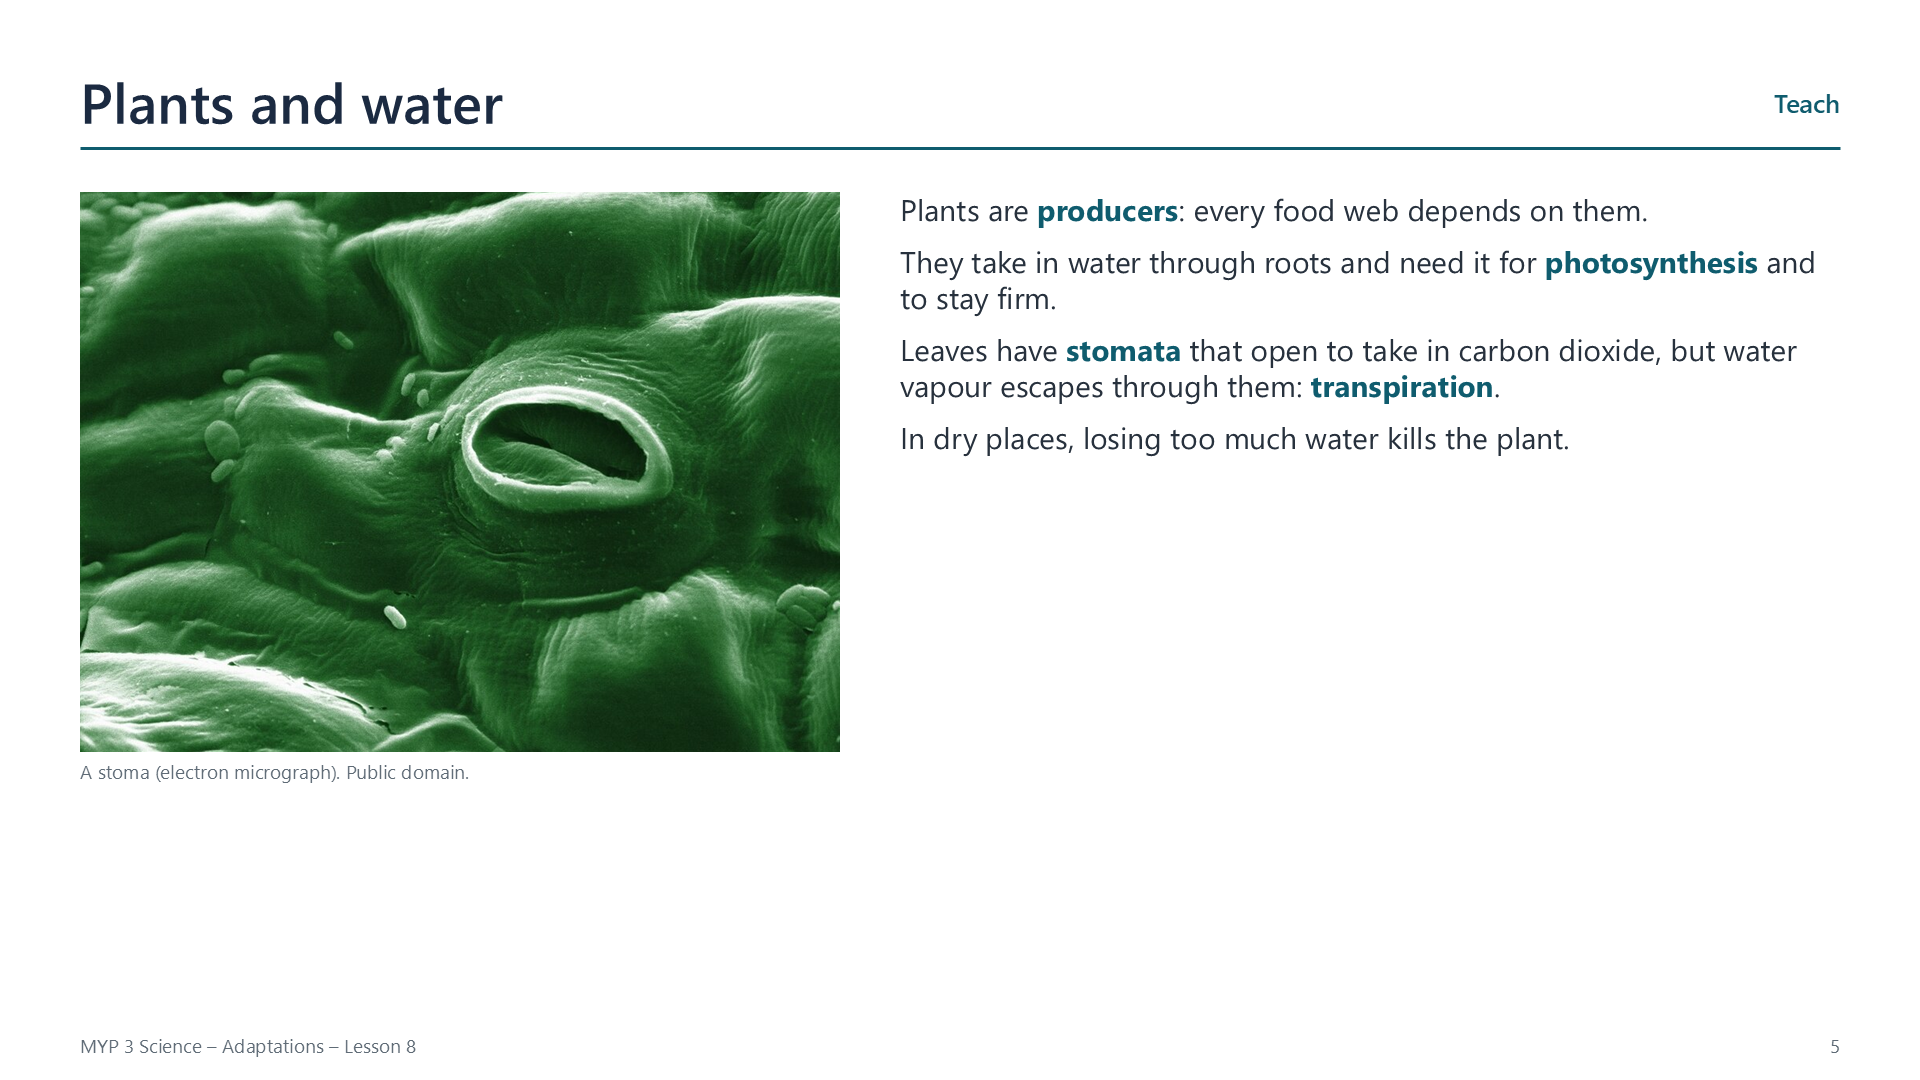 Plants and water
Teach
Plants are producers: every food web depends on them.
They take in water through roots and need it for photosynthesis and
to stay firm.
Leaves have stomata that open to take in carbon dioxide, but water
vapour escapes through them: transpiration.
In dry places, losing too much water kills the plant.
A stoma (electron micrograph). Public domain.
MYP 3 Science – Adaptations – Lesson 8
5